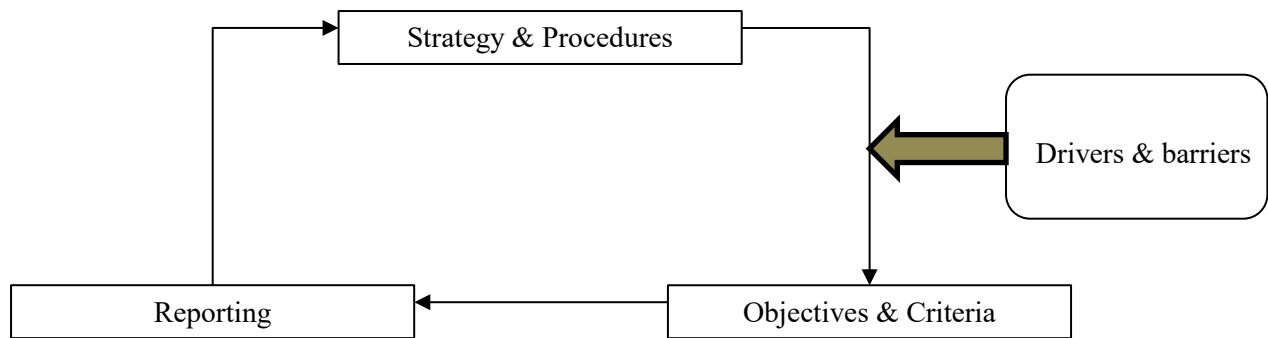 Strategy & Procedures
Drivers & barriers
Reporting
Objectives & Criteria